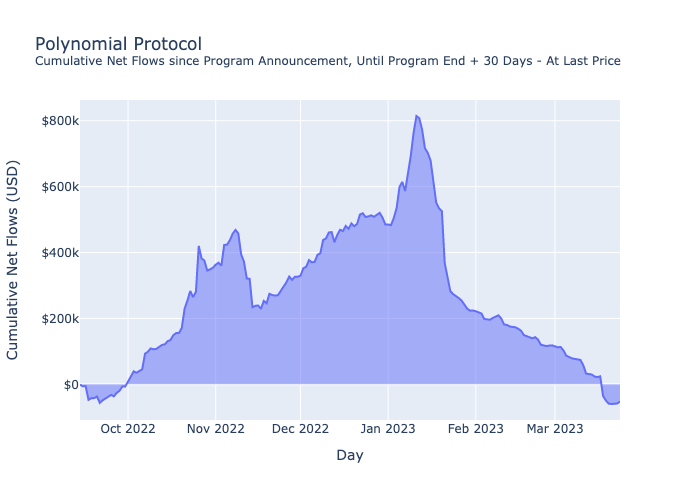 Polynomial Protocol
Cumulative Net Flows since Program Announcement, Until Program End + 30 Days - At Last Price
Cumulative Net Flows (USD)
$800k
$600k
$400k
$200k
$0
Oct 2022
Nov 2022
Dec 2022
Jan 2023
Feb 2023
Mar 2023
Day